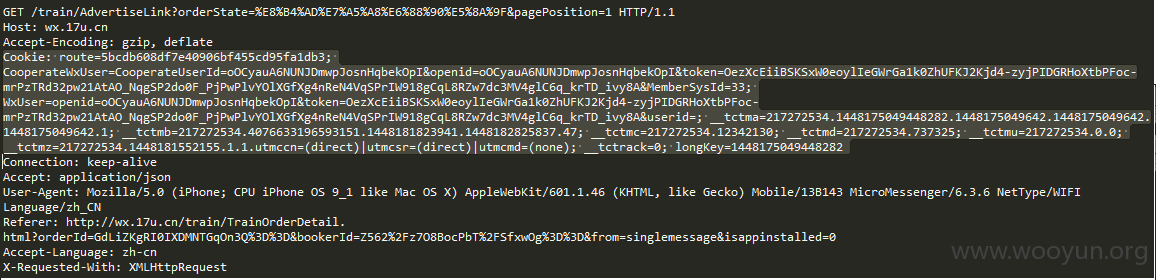 GET /train/AdvertiseLink?orderState=%E8%B4%AD%E7%A5%A8%E6%88%90%E5%8A%9F&pagePosition=1 HTTP/1.1
Host: wx.17u.cn
Accept-Encoding: gzip, deflate
Cookie: route=5bcdb608df7e40906bf455cd95fa1db3;
CooperateWxUser=CooperateUserId=oOCyauA6NUNJDmwpJosnHqbekOpI&openid=oOCyauA6NUNJDmwpJosnHqbekOpI&token=OezXcEiiBSKSxW0eoylIeGWrGa1k0ZhUFKJ2Kjd4-zyjPIDGRHoXtbPFoc-
mrPzTRd32pw21AtAO_NqgSP2do0F_PjPwPlvYOlXGfXg4nReN4VqSPrIW918gCqL8RZw7dc3MV4glC6q_krTD_ivy8A&MemberSysId=33;
WxUser=openid=oOCyauA6NUNJDmwpJosnHqbekOpI&token=OezXcEiiBSKSxW0eoylIeGWrGa1k0ZhUFKJ2Kjd4-zyjPIDGRHoXtbPFoc-
mrPzTRd32pw21AtAO_NqgSP2do0F_PjPwPlvYOlXGfXg4nReN4VqSPrIW918gCqL8RZw7dc3MV4glC6q_krTD_ivy8A&userid=; __tctma=217272534.1448175049448282.1448175049642.1448175049642.
1448175049642.1; __tctmb=217272534.4076633196593151.1448181823941.1448182825837.47; __tctmc=217272534.12342130; __tctmd=217272534.737325; __tctmu=217272534.0.0;
__tctmz=217272534.1448181552155.1.1.utmccn=(direct)|utmcsr=(direct)|utmcmd=(none); __tctrack=0; longKey=1448175049448282
Connection: keep-alive
Accept: application/json
User-Agent: Mozilla/5.0 (iPhone; CPU iPhone OS 9_1 like Mac OS X) AppleWebKit/601.1.46 (KHTML, like Gecko) Mobile/13B143 MicroMessenger/6.3.6 NetType/WIFI
Language/zh_CN
Referer: http://wx.17u.cn/train/TrainOrderDetail.
html?orderId=GdLiZKgRI0IXDMNTGqOn3Q%3D%3D&bookerId=Z562%2Fz7O8BocPbT%2FSfxwOg%3D%3D&from=singlemessage&isappinstalled=0
Accept-Language: zh-cn
X-Requested-With: XMLHttpRequest
www.wooyun.org